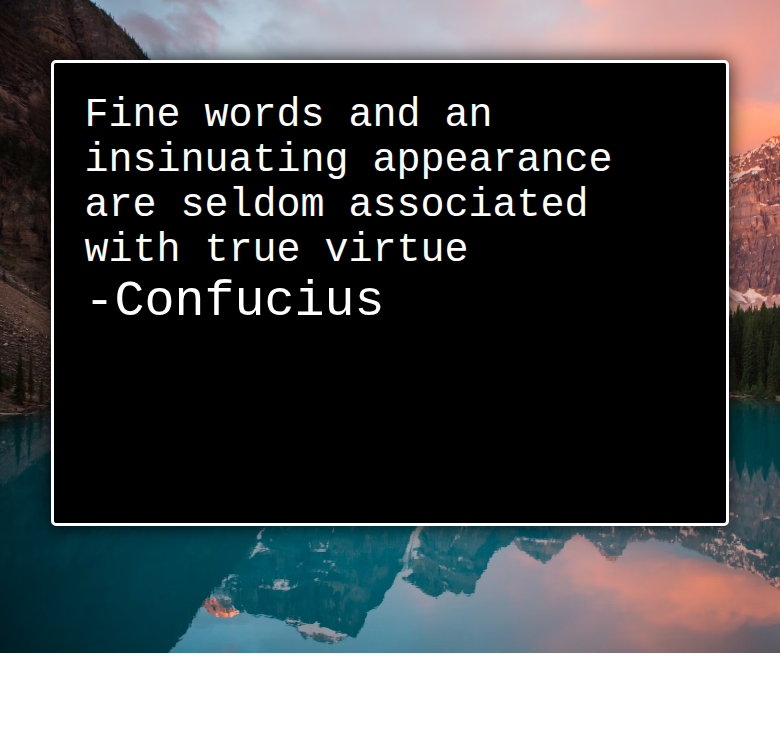 Fine words and an
insinuating appearance
are seldom associated
with true virtue
-Confucius